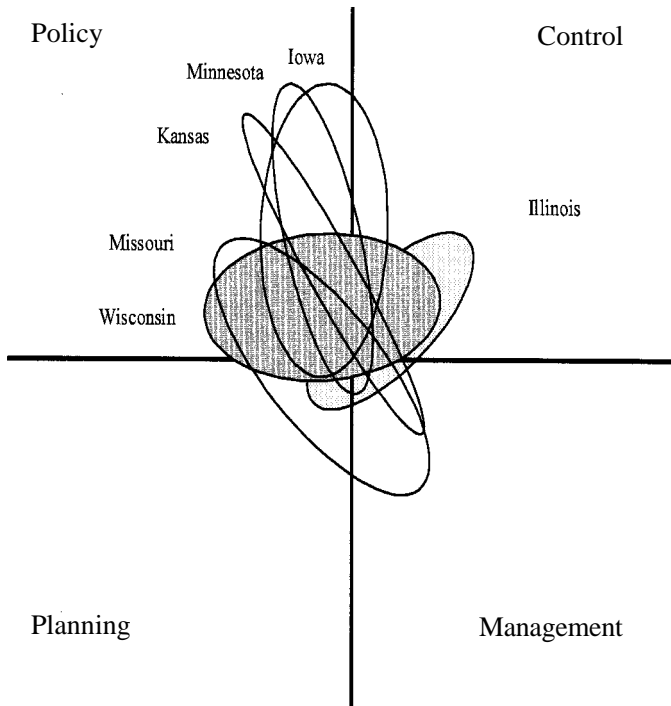 Policy
Control
Iowa
Minnesota
Kansas
Illinois
Missouri
Wisconsin
Planning
Management